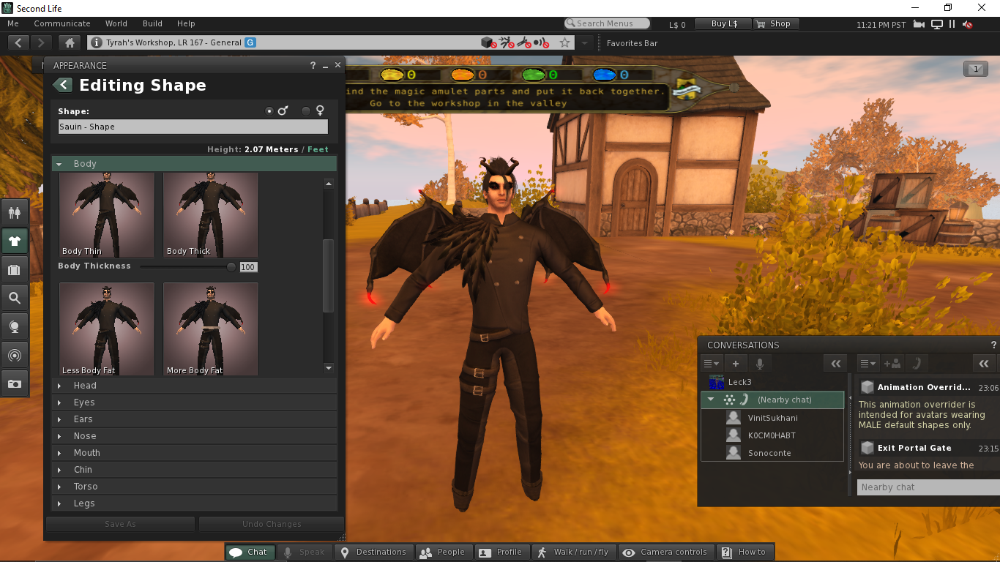 Second Life
Me Communicate World Build Help
Search Menus
L$ 0
Buy L$
Shop
11:21 PM PST
Tyrah's Workshop, LR 167 - General G
Favorites Bar
APPEARANCE ?
Editing Shape
Shape:
Sauin - Shape
Height: 2.07 Meters / Feet
Body
Body Thin
Body Thick
Body Thickness 100
Less Body Fat
More Body Fat
Head
Eyes
Ears
Nose
Mouth
Chin
Torso
Legs
Save As
Undo Changes
0 0 0 0
ind the magic amulet parts and put it back together.
Go to the workshop in the valley
1
CONVERSATIONS ?
Leck3
(Nearby chat)
VinitSukhani
K0CM0HABT
Sonoconte
Animation Overrid... 23:06
This animation overrider is
intended for avatars wearing
MALE default shapes only.
Exit Portal Gate 23:15
You are about to leave the
Nearby chat
Chat
Speak
Destinations
People
Profile
Walk / run / fly
Camera controls
How to